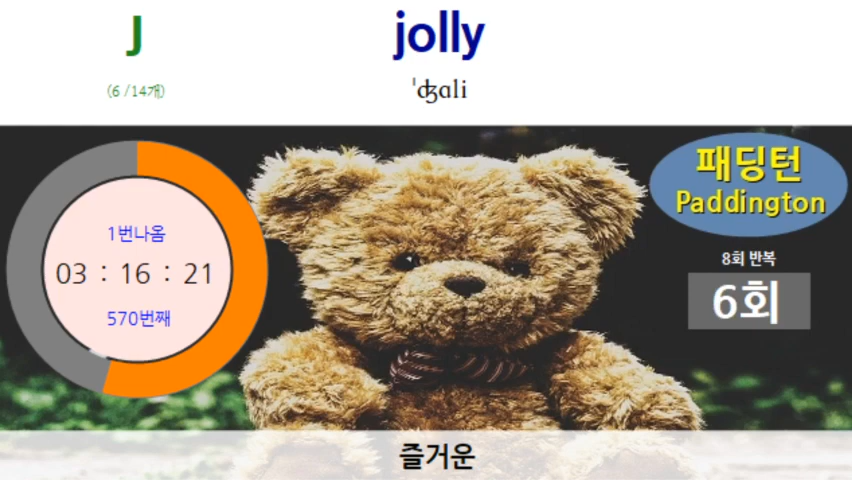 J
(6 /14개)
jolly
ˈʤɑli
1번나옴
03 : 16 : 21
570번째
패딩턴
Paddington
8회 반복
6회
즐거운